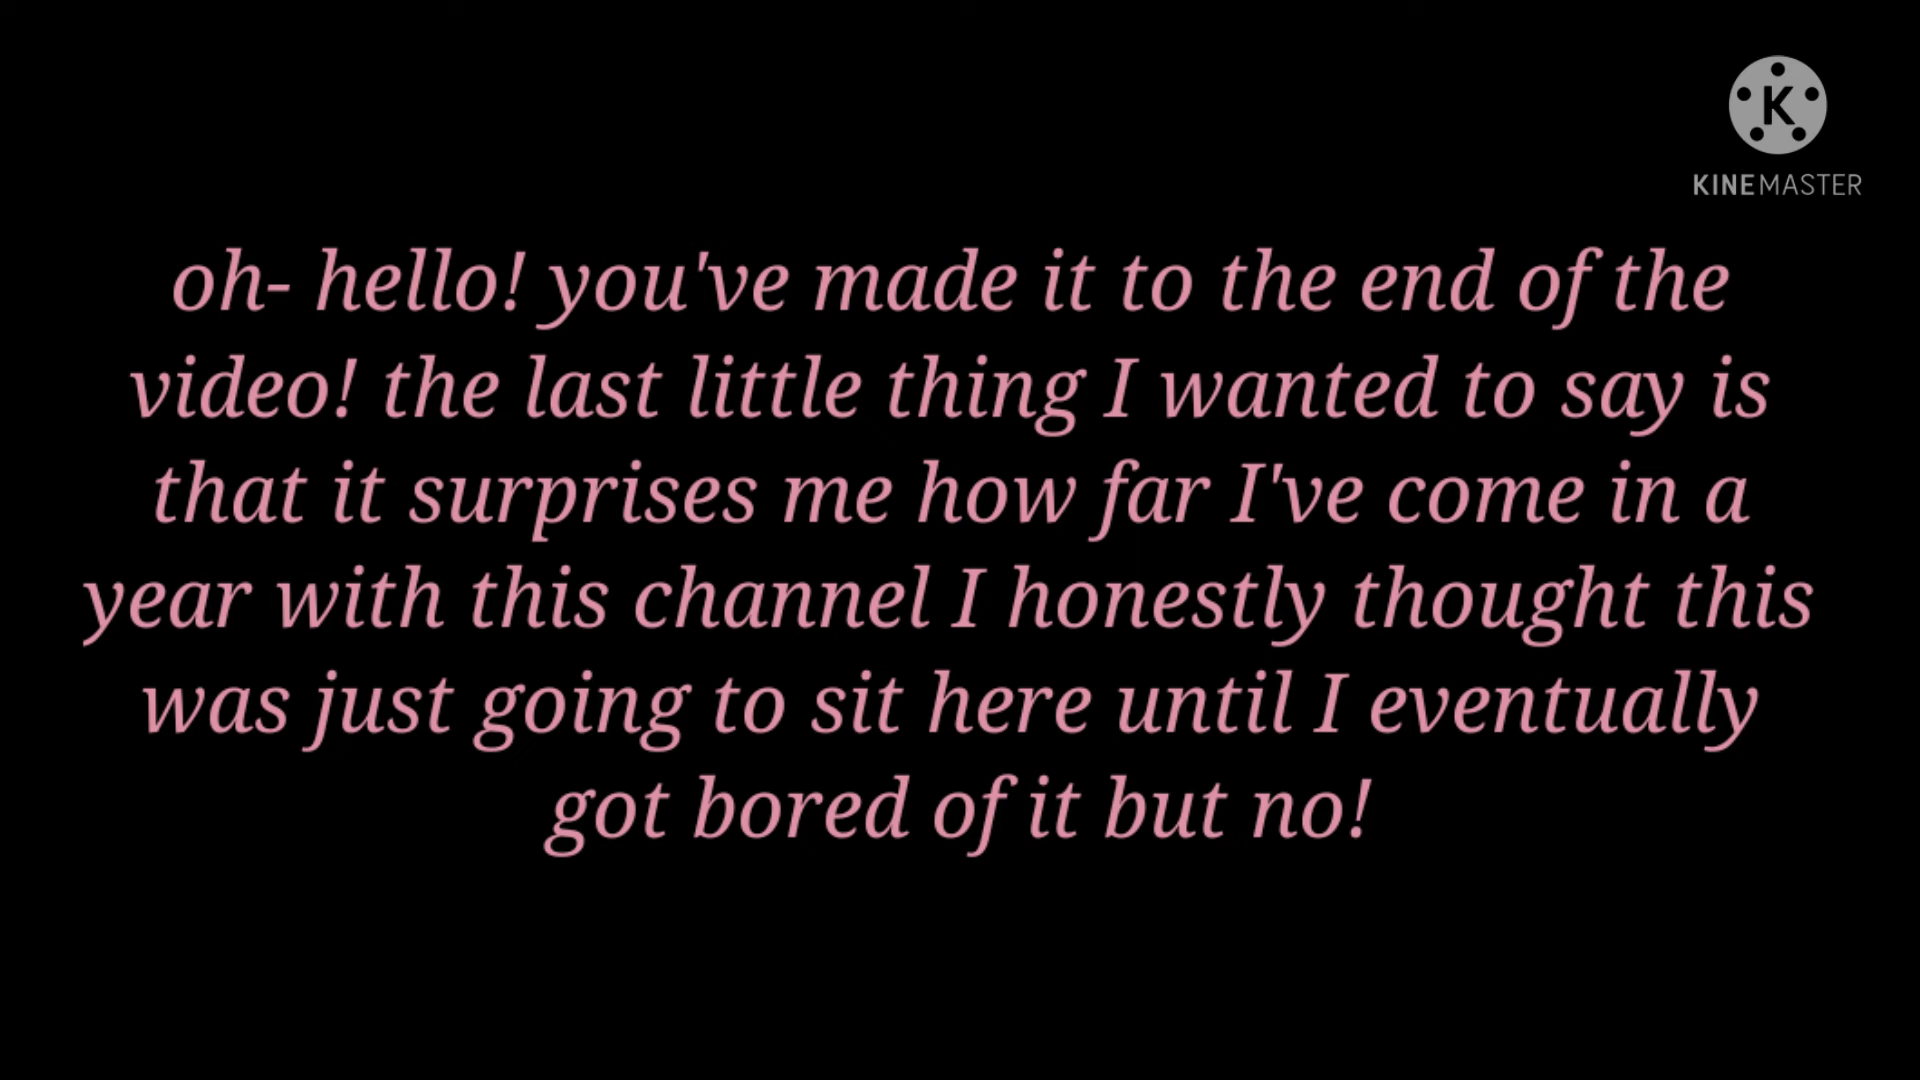 K
KINEMASTER
oh- hello! you've made it to the end of the
video! the last little thing I wanted to say is
that it surprises me how far I've come in a
year with this channel I honestly thought this
was just going to sit here until I eventually
got bored of it but no!